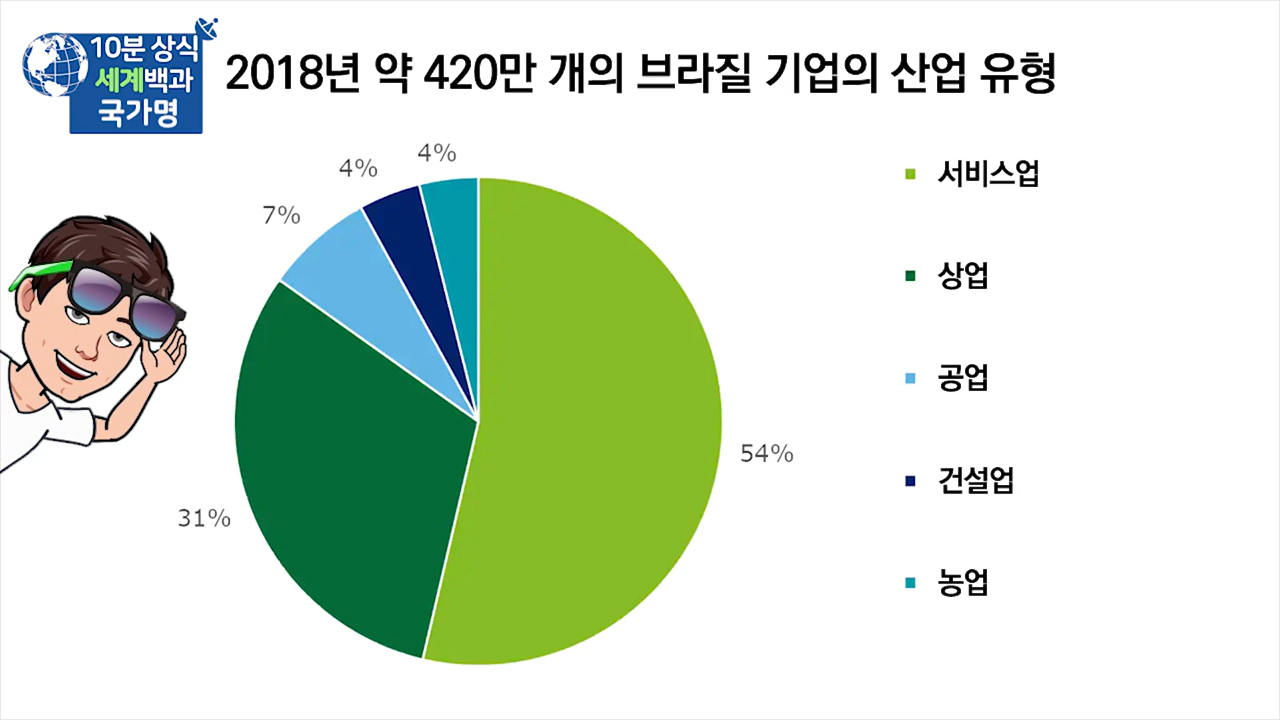 10분 상식
세계백과
국가명
2018년 약 420만 개의 브라질 기업의 산업 유형
4%
4%
7%
31%
54%
서비스업
상업
공업
건설업
농업